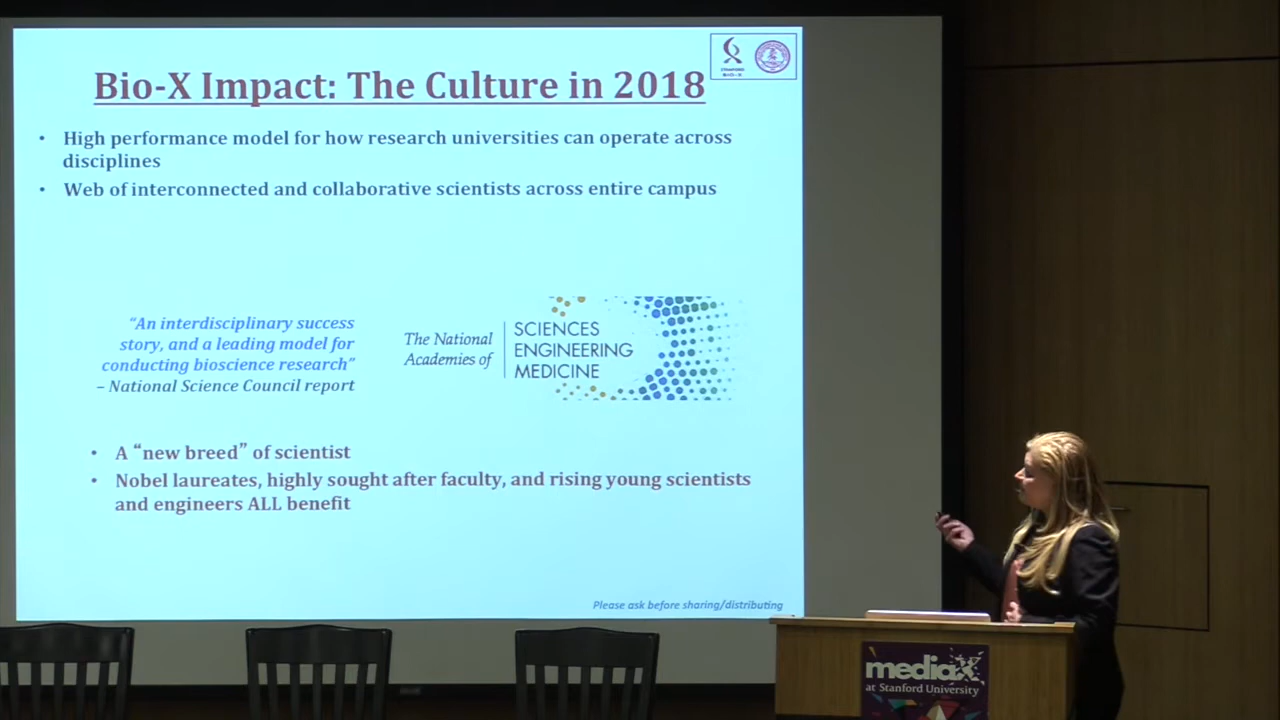 Bio-X Impact: The Culture in 2018
STANFORD
BIO-X
• High performance model for how research universities can operate across
disciplines
• Web of interconnected and collaborative scientists across entire campus
“An interdisciplinary success
story, and a leading model for
conducting bioscience research”
– National Science Council report
The National
Academies of
SCIENCES
ENGINEERING
MEDICINE
• A “new breed” of scientist
• Nobel laureates, highly sought after faculty, and rising young scientists
and engineers ALL benefit
Please ask before sharing/distributing
mediaX
at Stanford University